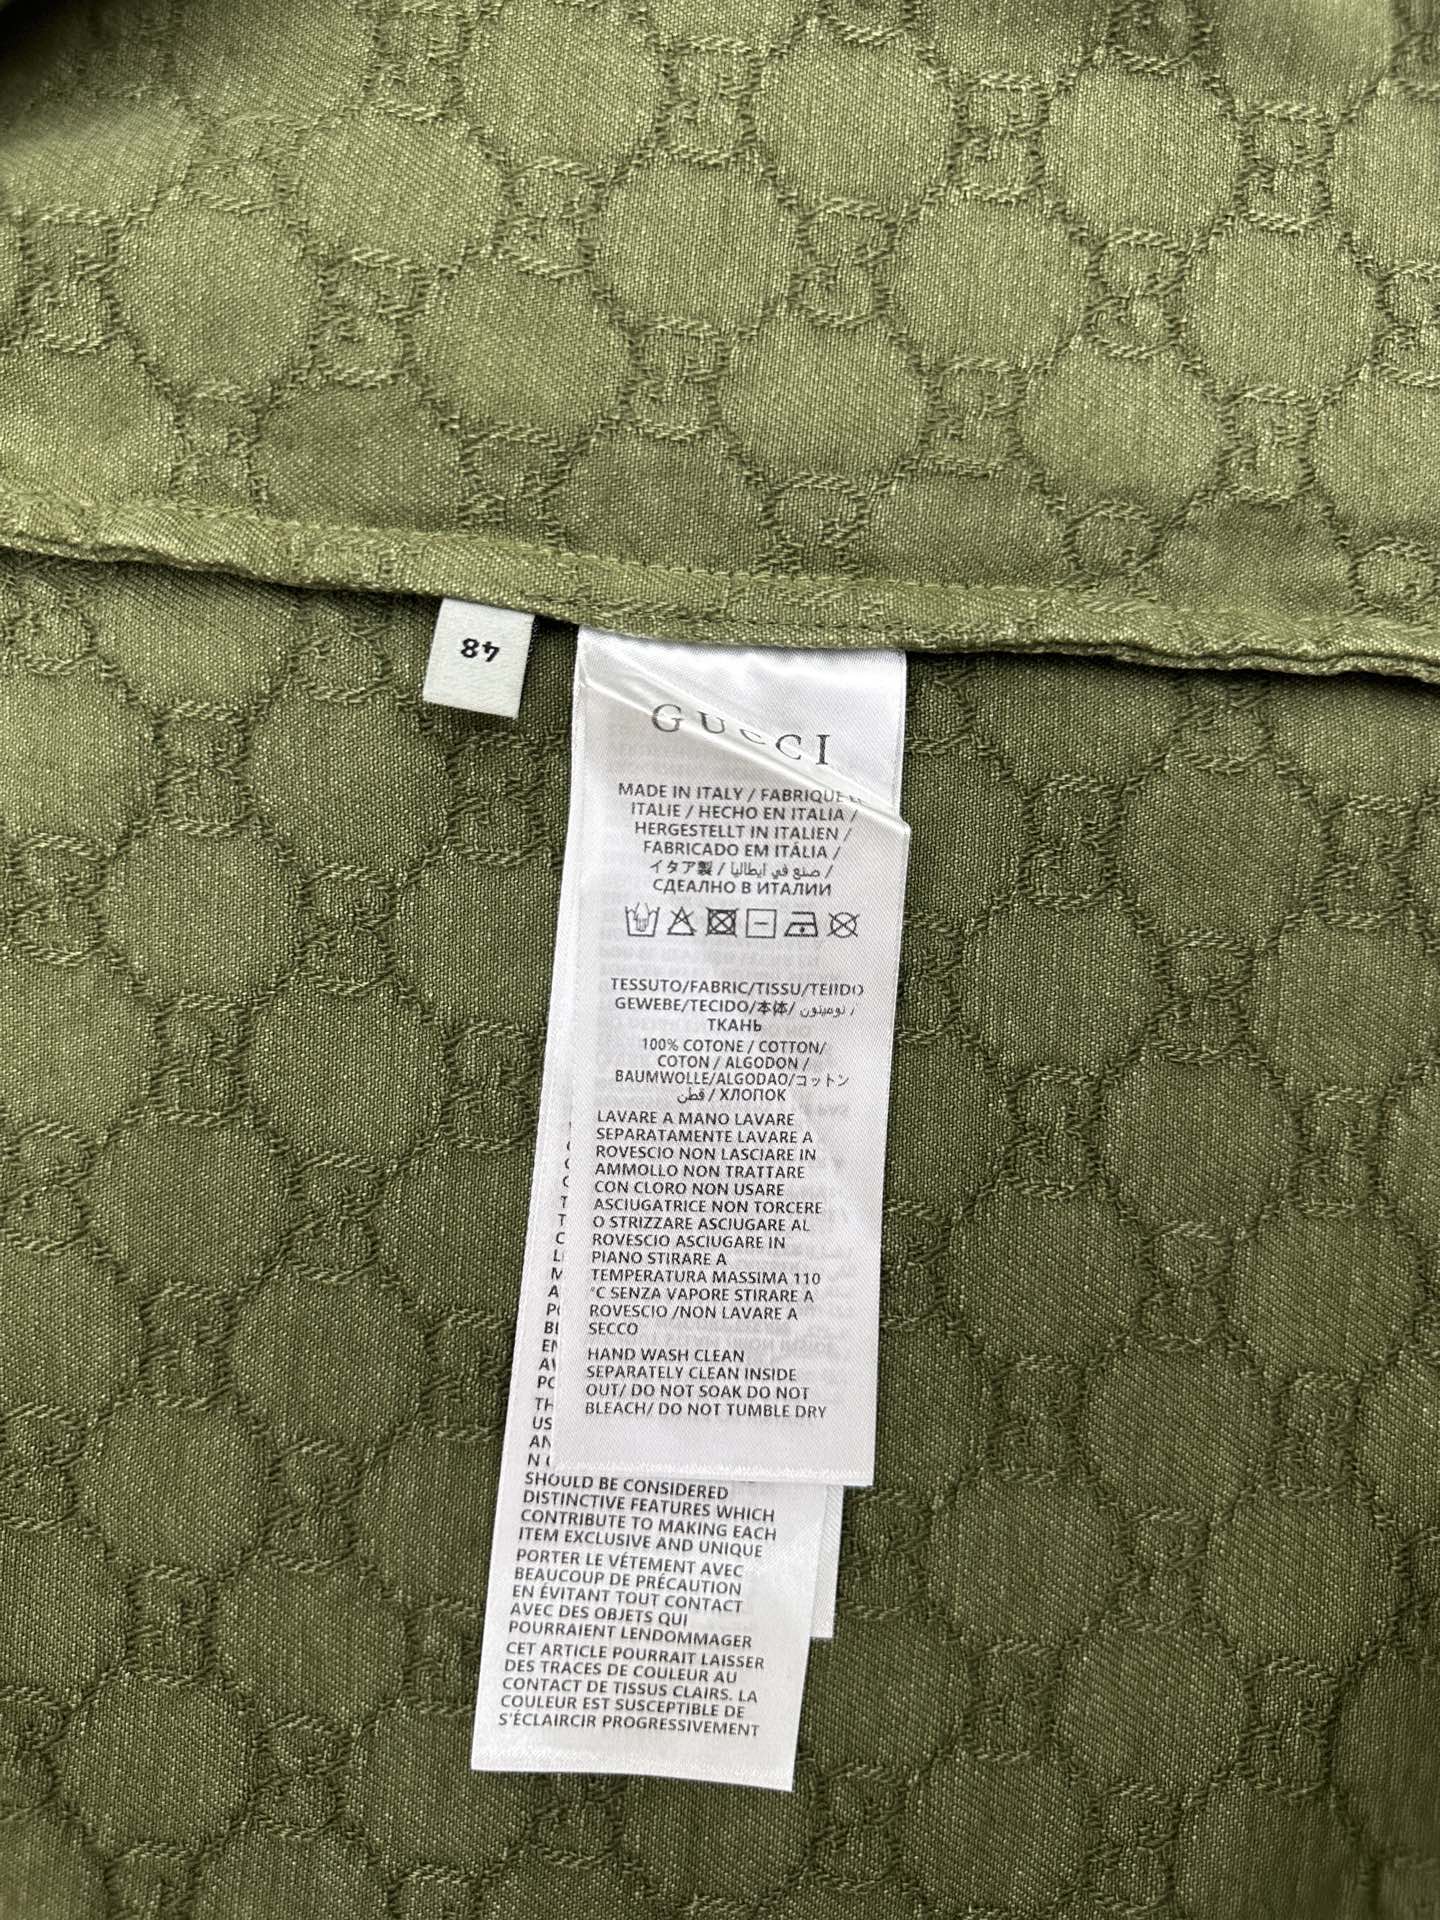 48
GUCCI
MADE IN ITALY / FABRIQUE
ITALIE / HECHO EN ITALIA /
HERGESTELLT IN ITALIEN /
FABRICADO EM ITÁLIA /
イタア製 / صنع في ايطاليا /
СДЕАЛНО В ИТАЛИИ
TESSUTO/FABRIC/TISSU/TEIIDO
GEWEBE/TECIDO/本体/
ТКАНЬ
100% COTONE / COTTON/
COTON / ALGODON /
BAUMWOLLE/ALGODAO/コットン
قطن / ХЛОПОК
LAVARE A MANO LAVARE
SEPARATAMENTE LAVARE A
ROVESCIO NON LASCIARE IN
AMMOLLO NON TRATTARE
CON CLORO NON USARE
ASCIUGATRICE NON TORCERE
O STRIZZARE ASCIUGARE AL
ROVESCIO ASCIUGARE IN
PIANO STIRARE A
TEMPERATURA MASSIMA 110
°C SENZA VAPORE STIRARE A
ROVESCIO /NON LAVARE A
SECCO
HAND WASH CLEAN
SEPARATELY CLEAN INSIDE
OUT/ DO NOT SOAK DO NOT
BLEACH/ DO NOT TUMBLE DRY
SHOULD BE CONSIDERED
DISTINCTIVE FEATURES WHICH
CONTRIBUTE TO MAKING EACH
ITEM EXCLUSIVE AND UNIQUE
PORTER LE VÉTEMENT AVEC
BEAUCOUP DE PRÉCAUTION
EN ÉVITANT TOUT CONTACT
AVEC DES OBJETS QUI
POURRAIENT LENDOMMAGER
CET ARTICLE POURRAIT LAISSER
DES TRACES DE COULEUR AU
CONTACT DE TISSUS CLAIRS. LA
COULEUR EST SUSCEPTIBLE DE
S'ÉCLAIRCIR PROGRESSIVEMENT